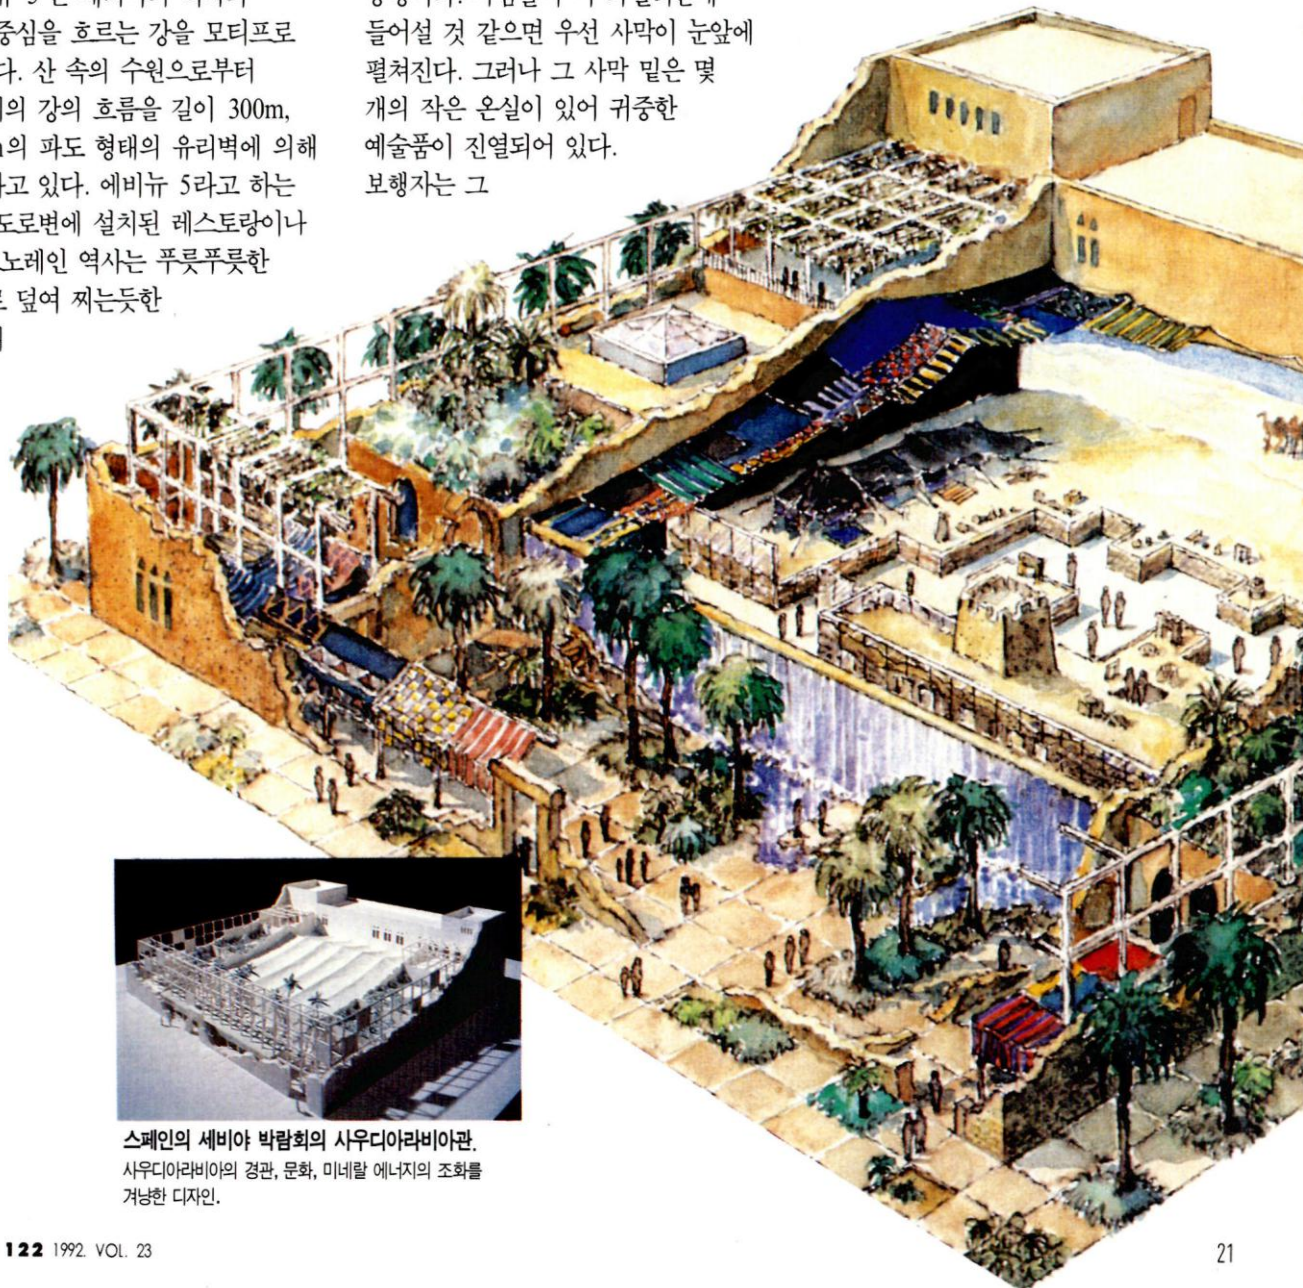 중심을 흐르는 강을 모티프로
다. 산 속의 수원으로부터
의 강의 흐름을 길이 300m,
의 파도 형태의 유리벽에 의해
하고 있다. 에비뉴 5라고 하는
도로변에 설치된 레스토랑이나
노레인 역사는 푸릇푸릇한
덮여 찌는듯한
들어설 것 같으면 우선 사막이 눈앞에
펼쳐진다. 그러나 그 사막 밑은 몇
개의 작은 온실이 있어 귀중한
예술품이 진열되어 있다.
보행자는 그
스페인의 세비야 박람회의 사우디아라비아관.
사우디아라비아의 경관, 문화, 미네랄 에너지의 조화를
겨냥한 디자인.
122 1992. VOL. 23
21